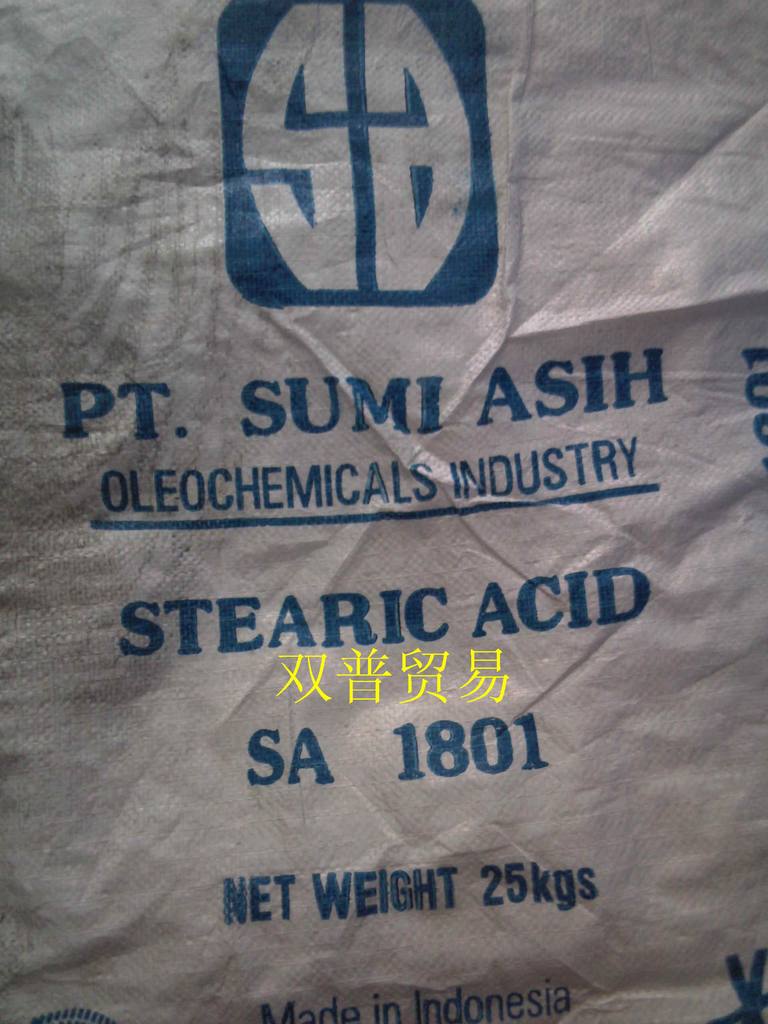 SA
PT. SUMI ASIH
OLEOCHEMICALS INDUSTRY
STEARIC ACID
双普贸易
SA 1801
NET WEIGHT 25kgs
Made in Indonesia